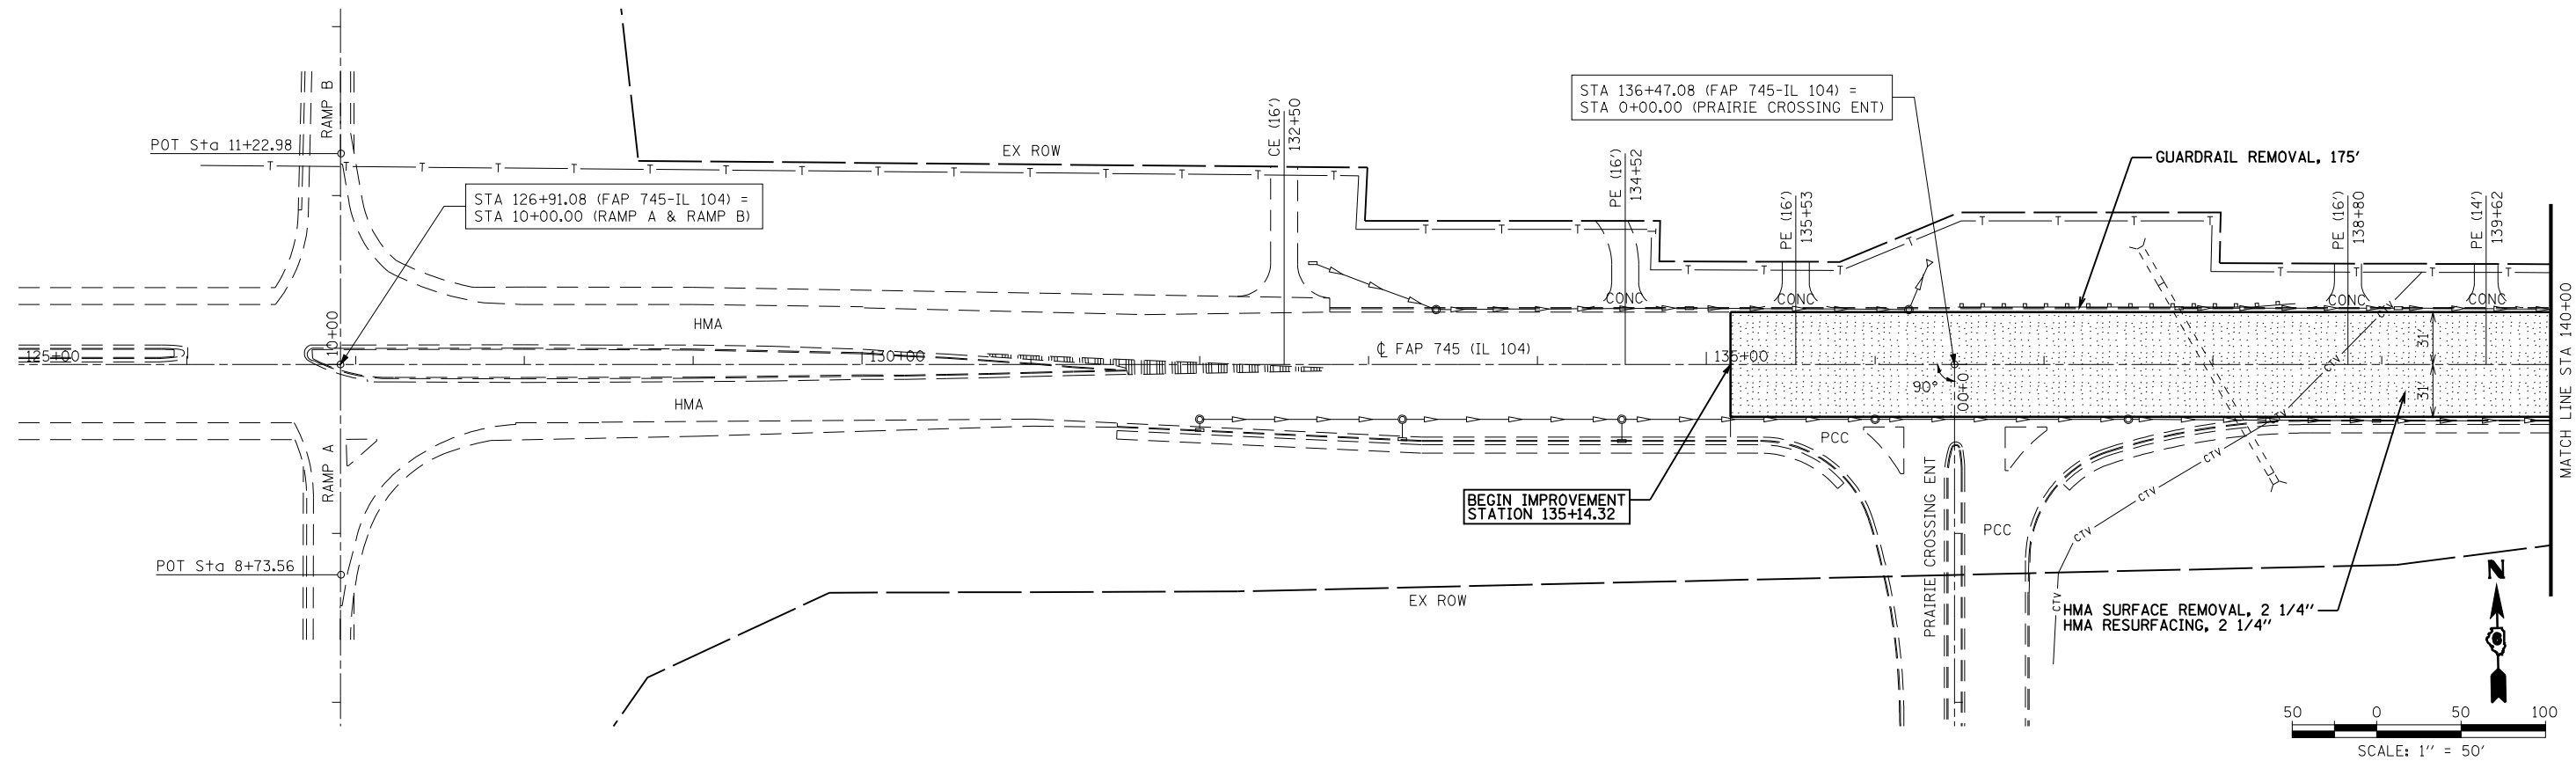 RAMP B
POT Sta 11+22.98
STA 126+91.08 (FAP 745-IL 104) =
STA 10+00.00 (RAMP A & RAMP B)
EX ROW
T T T T T T T T T T T T T T T
CE (16')
132+50
STA 136+47.08 (FAP 745-IL 104) =
STA 0+00.00 (PRAIRIE CROSSING ENT)
PE (16')
134+52
PE (16')
135+53
GUARDRAIL REMOVAL, 175'
PE (16')
138+80
PE (14')
139+62
T T T T T T T T T T T T T T T T
CONC
CONC
CONC
CONC
HMA
10+00
125+00
130+00
℄ FAP 745 (IL 104)
135+00
31'
31'
CTV
CTV
CTV
CTV
CTV
CTV
CTV
90°
0+00
HMA
MATCH LINE STA 140+00
PCC
RAMP A
BEGIN IMPROVEMENT
STATION 135+14.32
PRAIRIE CROSSING ENT
PCC
POT Sta 8+73.56
EX ROW
HMA SURFACE REMOVAL, 2 1/4"
HMA RESURFACING, 2 1/4"
N
6
50 0 50 100
SCALE: 1" = 50'